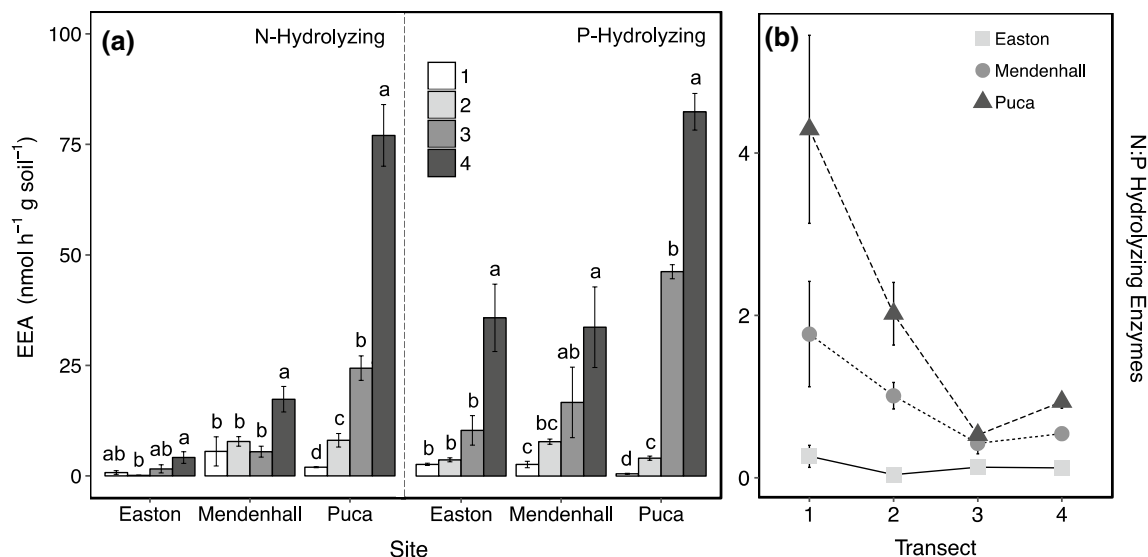 (a)
N-Hydrolyzing
P-Hydrolyzing
1
2
3
4
100
75
50
25
0
EEA (nmol h⁻¹ g soil⁻¹)
ab b ab a
b b b a
d c b a
b b b a
c bc ab a
d c b a
Easton Mendenhall Puca Easton Mendenhall Puca
Site
(b)
Easton
Mendenhall
Puca
4
2
0
1 2 3 4
Transect
N:P Hydrolyzing Enzymes